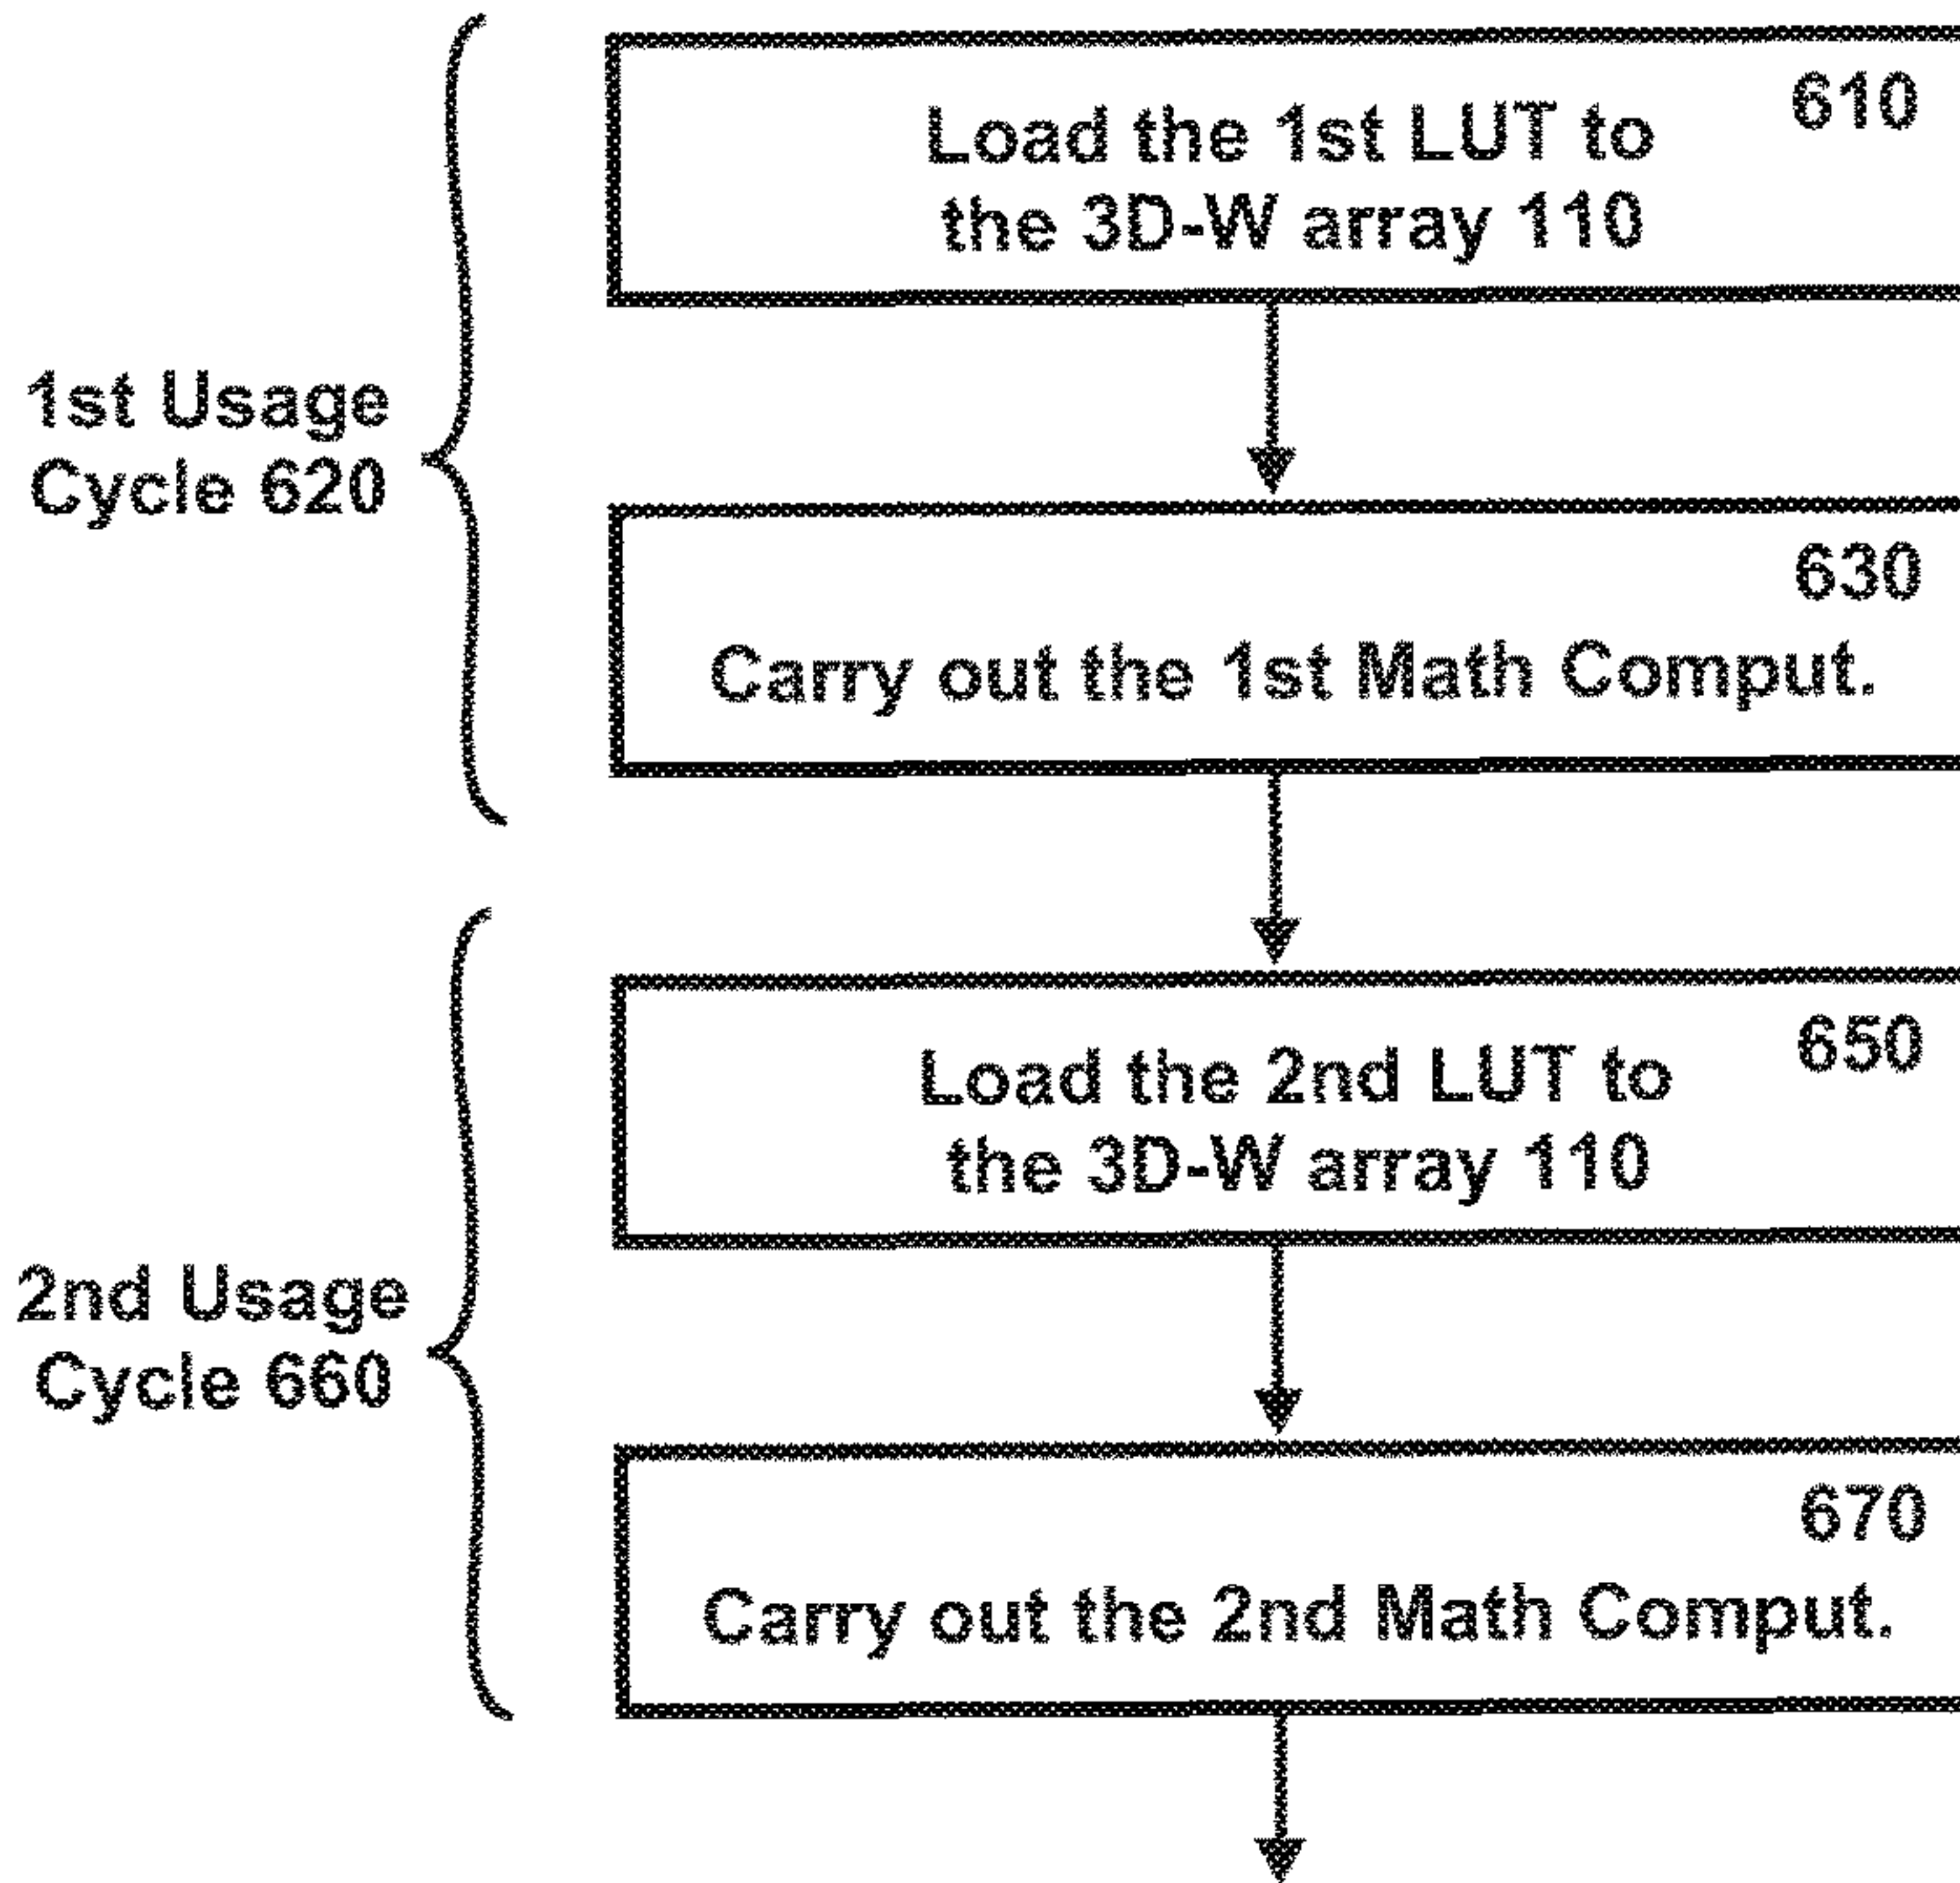 610
Load the 1st LUT to
the 3D-W array 110
1st Usage
Cycle 620
630
Carry out the 1st Math Comput.
650
Load the 2nd LUT to
the 3D-W array 110
2nd Usage
Cycle 660
670
Carry out the 2nd Math Comput.